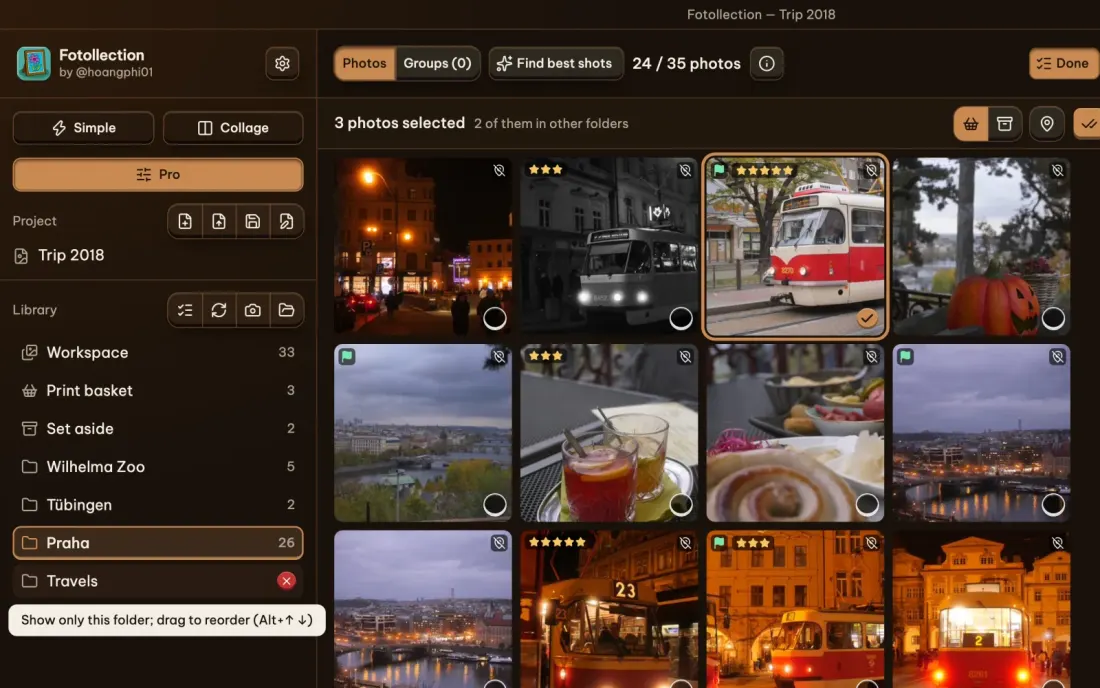 Fotollection — Trip 2018
Fotollection
by @hoangphi01
Photos
Groups (0)
Find best shots
24 / 35 photos
Done
Simple
Collage
3 photos selected
2 of them in other folders
Pro
Project
Trip 2018
Library
Workspace 33
Print basket 3
Set aside 2
Wilhelma Zoo 5
Tübingen 2
Praha 26
Travels
Show only this folder; drag to reorder (Alt+↑ ↓)
23
2